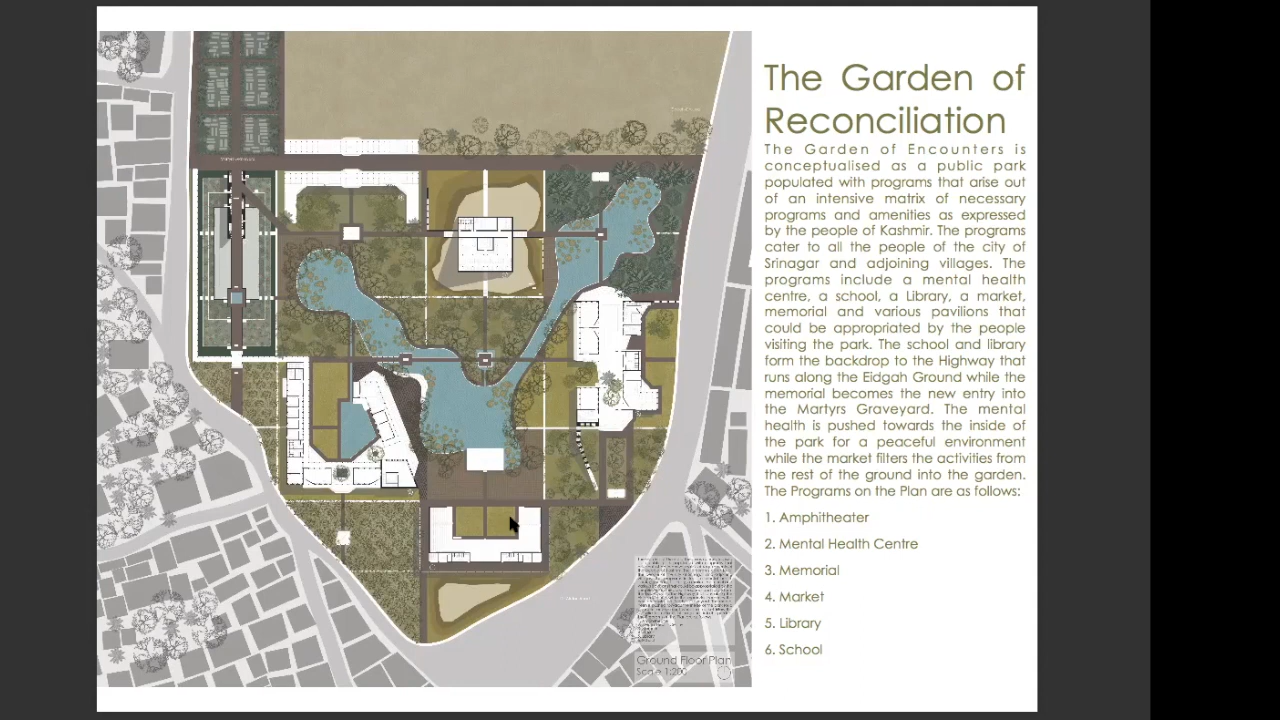 The Garden of
Reconciliation
The Garden of Encounters is
conceptualised as a public park
populated with programs that arise out
of an intensive matrix of necessary
programs and amenities as expressed
by the people of Kashmir. The programs
cater to all the people of the city of
Srinagar and adjoining villages. The
programs include a mental health
centre, a school, a Library, a market,
memorial and various pavilions that
could be appropriated by the people
visiting the park. The school and library
form the backdrop to the Highway that
runs along the Eidgah Ground while the
memorial becomes the new entry into
the Martyrs Graveyard. The mental
health is pushed towards the inside of
the park for a peaceful environment
while the market filters the activities from
the rest of the ground into the garden.
The Programs on the Plan are as follows:
1. Amphitheater
2. Mental Health Centre
3. Memorial
4. Market
5. Library
6. School
Ground Floor Plan
Scale 1:200